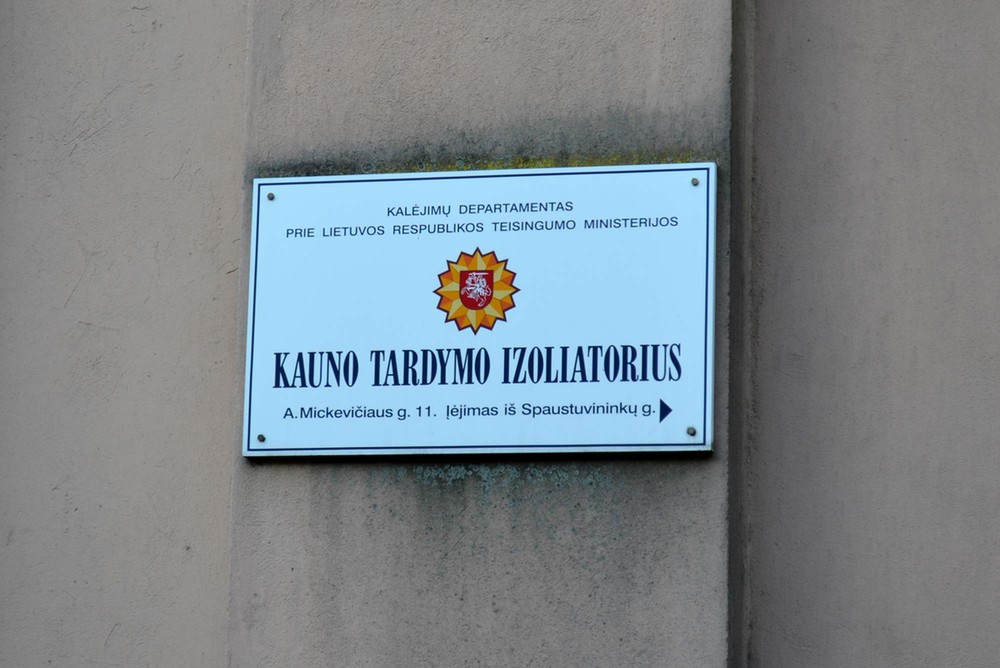 KALĖJIMŲ DEPARTAMENTAS
PRIE LIETUVOS RESPUBLIKOS TEISINGUMO MINISTERIJOS
KAUNO TARDYMO IZOLIATORIUS
A. Mickevičiaus g. 11. Įėjimas iš Spaustuvininkų g.